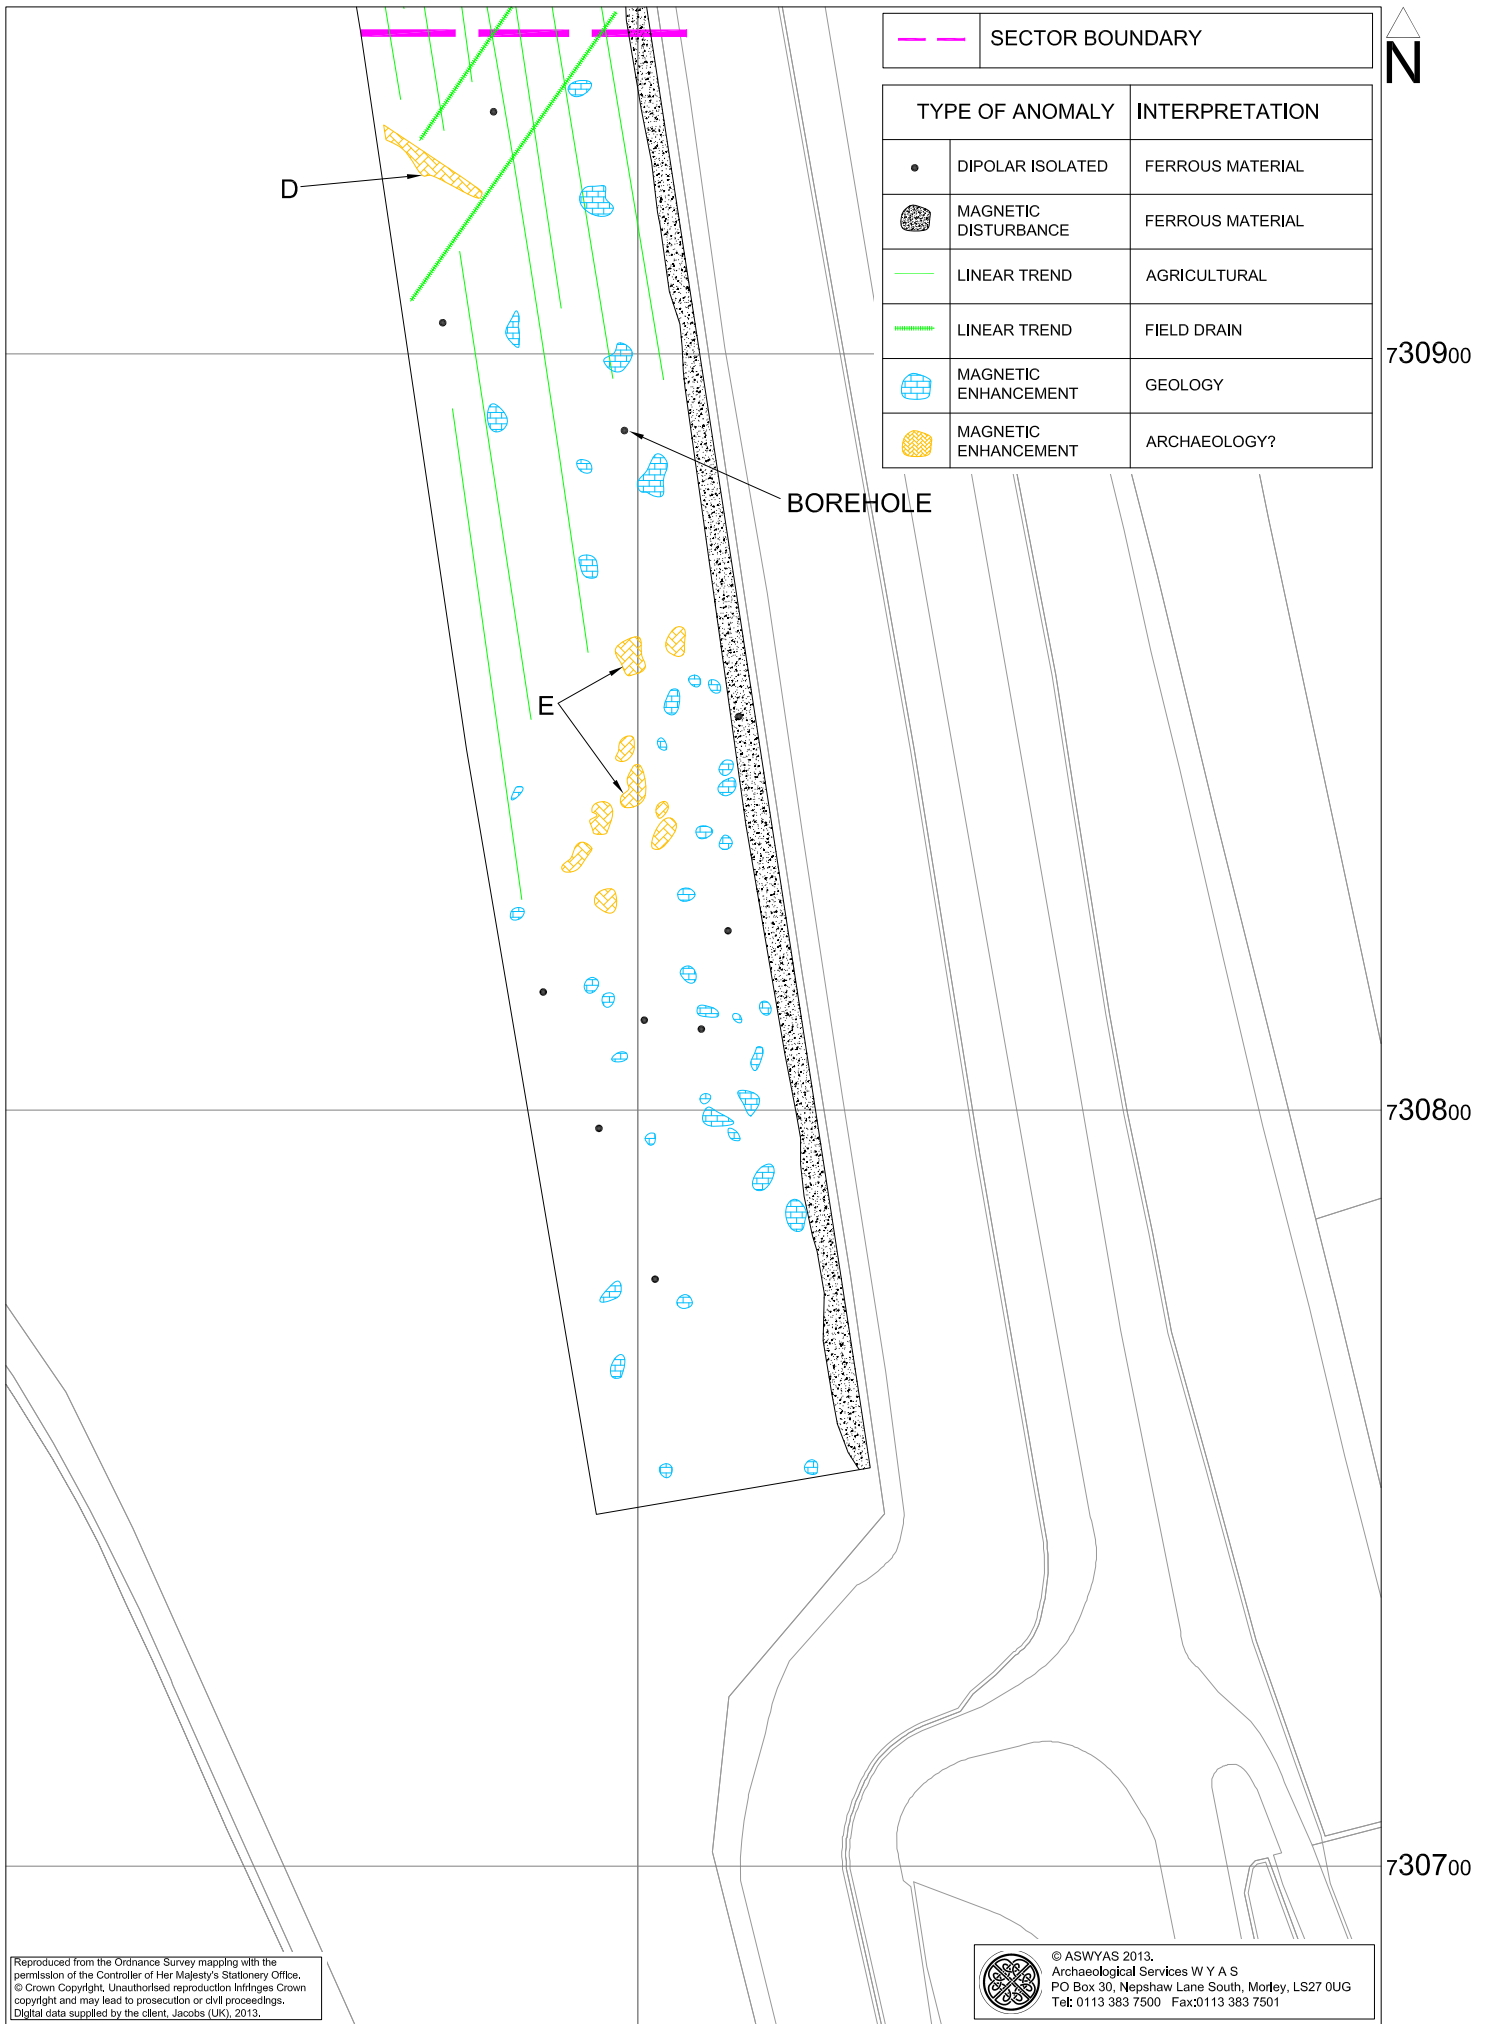 SECTOR BOUNDARY
N
TYPE OF ANOMALY INTERPRETATION
DIPOLAR ISOLATED FERROUS MATERIAL
MAGNETIC
DISTURBANCE
FERROUS MATERIAL
LINEAR TREND AGRICULTURAL
LINEAR TREND FIELD DRAIN
MAGNETIC
ENHANCEMENT
GEOLOGY
MAGNETIC
ENHANCEMENT
ARCHAEOLOGY?
D
730900
BOREHOLE
E
730800
730700
Reproduced from the Ordnance Survey mapping with the
permission of the Controller of Her Majesty's Stationery Office.
© Crown Copyright, Unauthorised reproduction infringes Crown
copyright and may lead to prosecution or civil proceedings.
Digital data supplied by the client, Jacobs (UK), 2013.
© ASWYAS 2013.
Archaeological Services W Y A S
PO Box 30, Nepshaw Lane South, Morley, LS27 0UG
Tel: 0113 383 7500 Fax:0113 383 7501